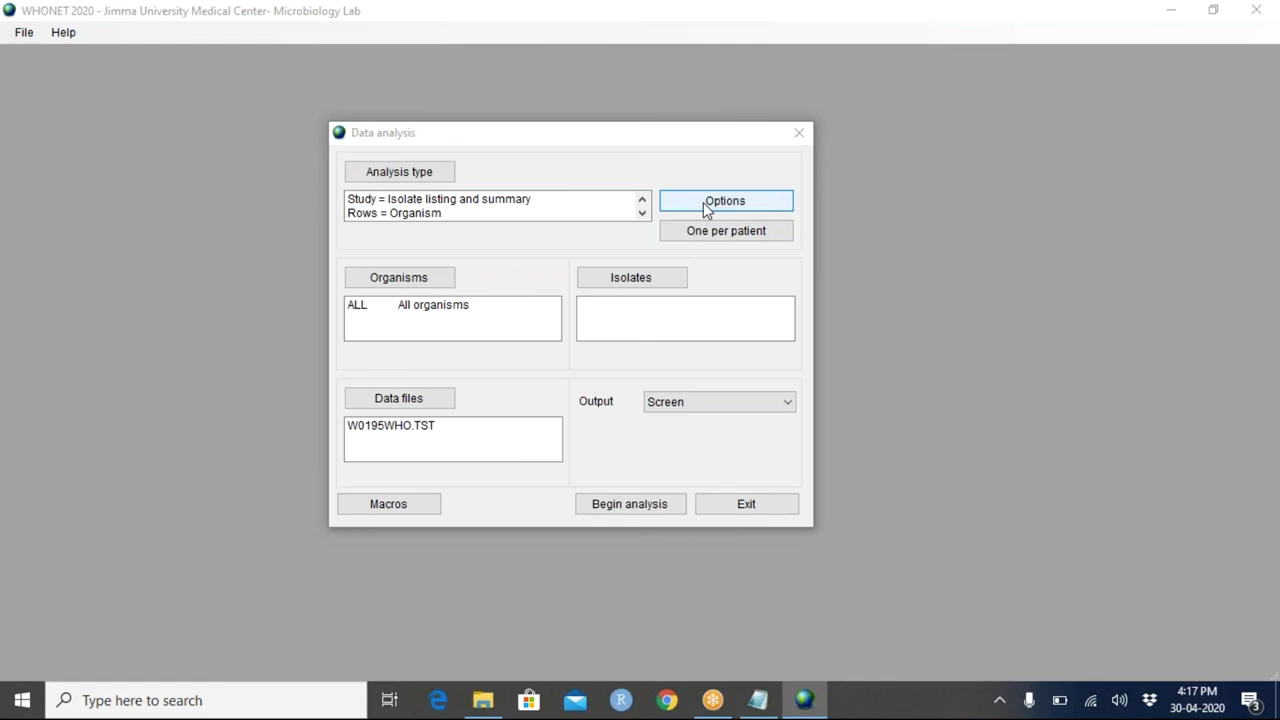 WHONET 2020 - Jimma University Medical Center- Microbiology Lab
File Help
Data analysis
Analysis type
Study = Isolate listing and summary
Rows = Organism
Options
One per patient
Organisms
Isolates
ALL All organisms
Data files
Output Screen
W0195WHO.TST
Macros
Begin analysis
Exit
Type here to search
4:17 PM
30-04-2020
3